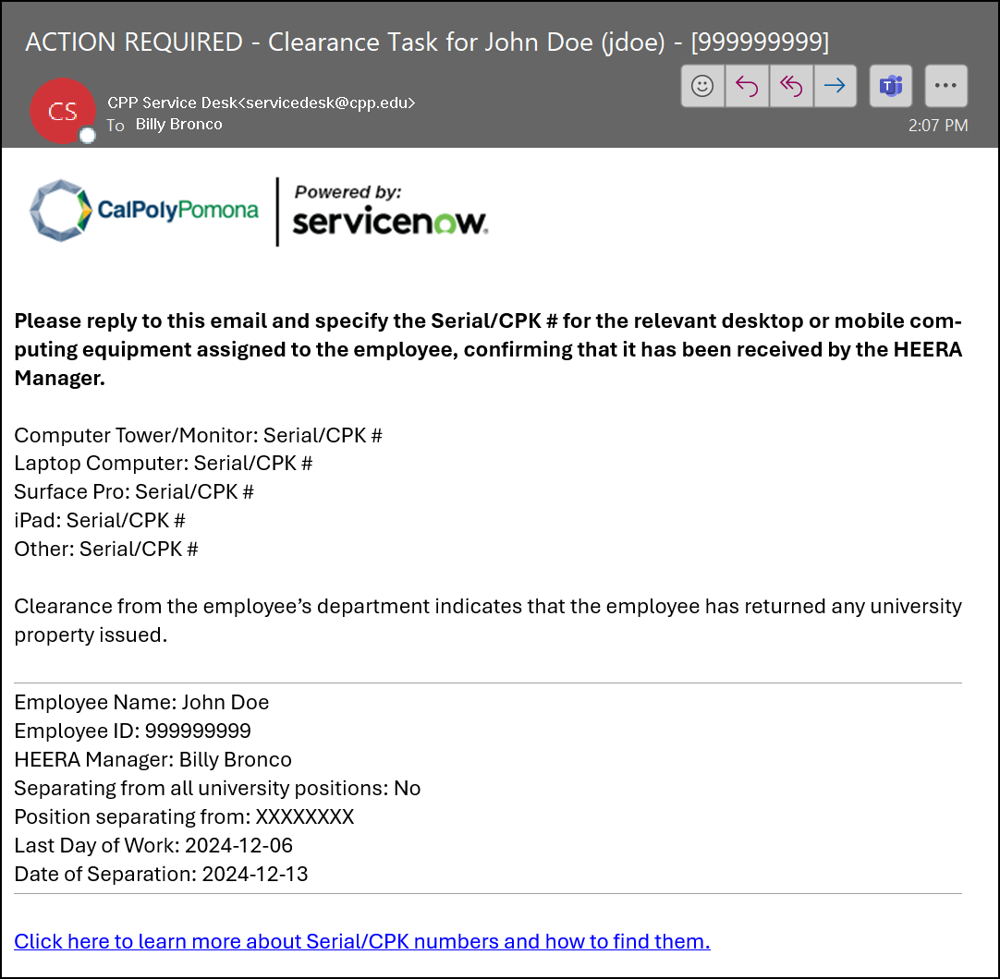 ACTION REQUIRED - Clearance Task for John Doe (jdoe) - [999999999]
CS
CPP Service Desk<servicedesk@cpp.edu>
To Billy Bronco
2:07 PM
CalPolyPomona
Powered by:
servicenow.
Please reply to this email and specify the Serial/CPK # for the relevant desktop or mobile com-
puting equipment assigned to the employee, confirming that it has been received by the HEERA
Manager.
Computer Tower/Monitor: Serial/CPK #
Laptop Computer: Serial/CPK #
Surface Pro: Serial/CPK #
iPad: Serial/CPK #
Other: Serial/CPK #
Clearance from the employee’s department indicates that the employee has returned any university
property issued.
Employee Name: John Doe
Employee ID: 999999999
HEERA Manager: Billy Bronco
Separating from all university positions: No
Position separating from: XXXXXXXX
Last Day of Work: 2024-12-06
Date of Separation: 2024-12-13
Click here to learn more about Serial/CPK numbers and how to find them.